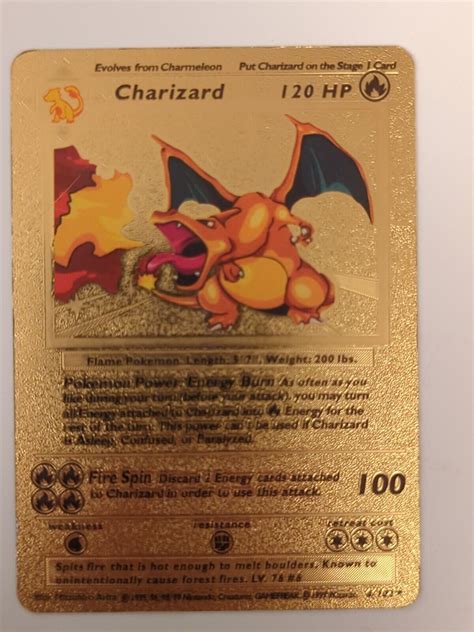 Evolves from Charmeleon Put Charizard on the Stage 1 Card
Charizard 120 HP
Flame Pokemon. Length: 5' 7", Weight: 200 lbs.
Pokemon Power: Energy Burn As often as you
like during your turn (before your attack), you may turn
all Energy attached to Charizard into Energy for the
rest of the turn. This power can't be used if Charizard
is Asleep, Confused, or Paralyzed.
Fire Spin Discard 2 Energy cards attached
to Charizard in order to use this attack. 100
weakness resistance retreat cost
Spits fire that is hot enough to melt boulders. Known to
unintentionally cause forest fires. LV. 76 #6
Nintendo, Creatures, GAMEFREAK. Wizards.